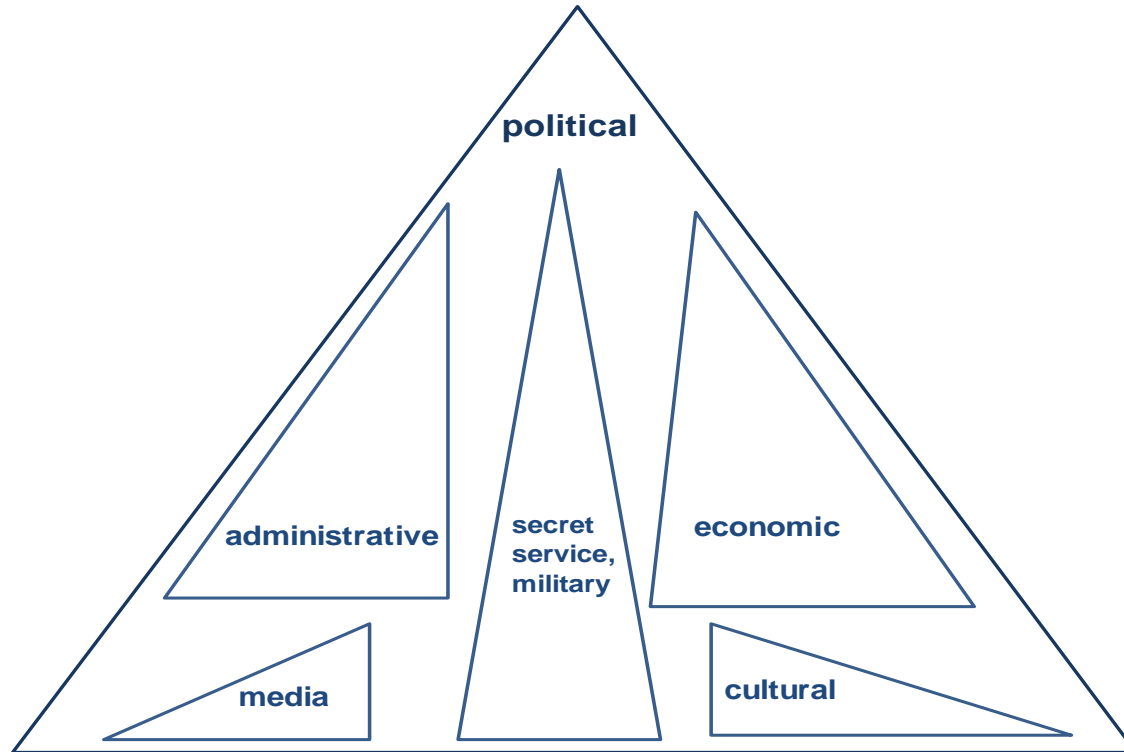 political
administrative
secret
service,
military
economic
media
cultural